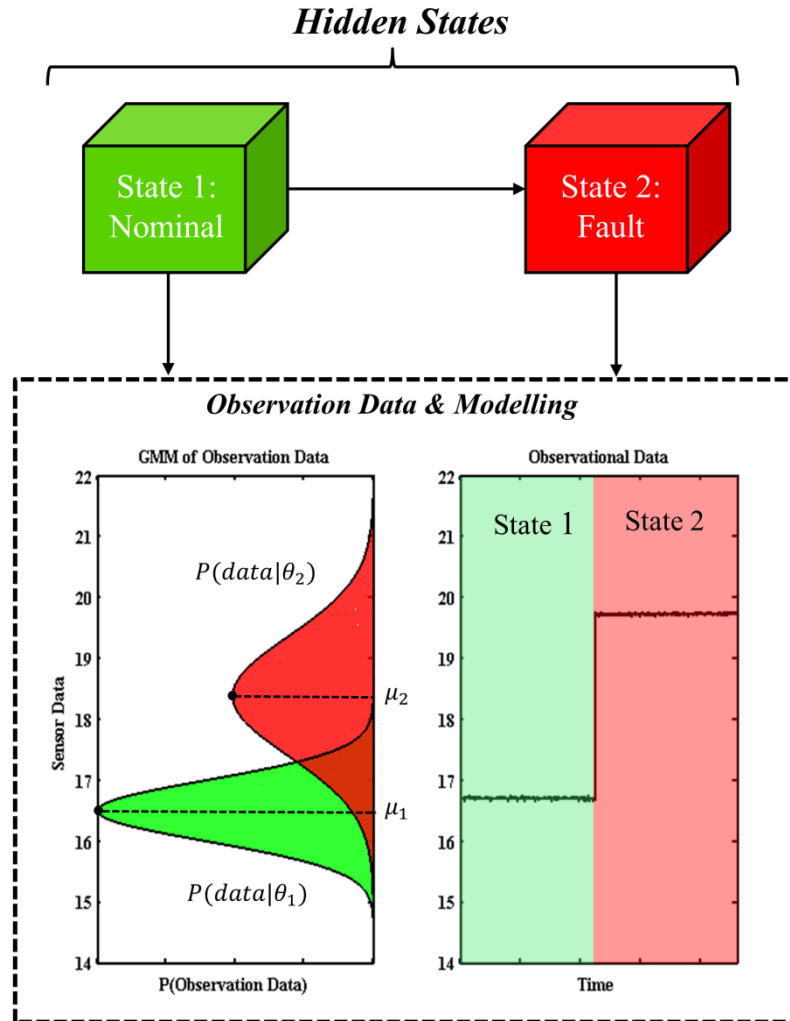 Hidden States
State 1:
Nominal
State 2:
Fault
Observation Data & Modelling
GMM of Observation Data
22
21
20
19
18
17
16
15
14
Sensor Data
P(data|θ₂)
μ₂
μ₁
P(data|θ₁)
P(Observation Data)
Observational Data
22
21
20
19
18
17
16
15
14
State 1
State 2
Time